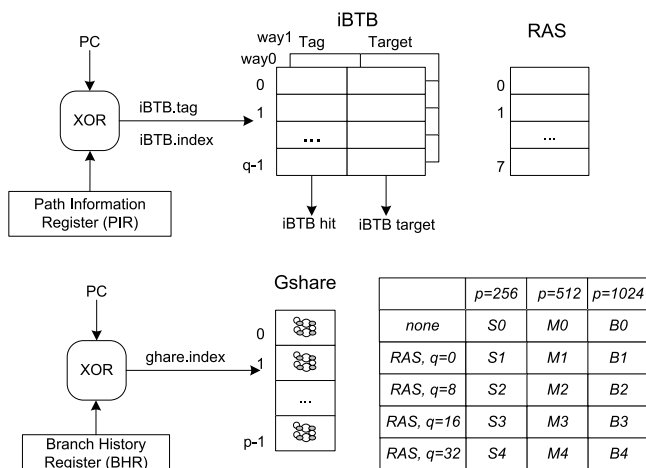 iBTB
RAS
PC
way1
Tag
Target
way0
0
1
...
q-1
XOR
iBTB.tag
iBTB.index
0
1
...
7
Path Information
Register (PIR)
iBTB hit
iBTB target
PC
Gshare
XOR
ghare.index
0
1
...
p-1
Branch History
Register (BHR)
p=256 p=512 p=1024
none S0 M0 B0
RAS, q=0 S1 M1 B1
RAS, q=8 S2 M2 B2
RAS, q=16 S3 M3 B3
RAS, q=32 S4 M4 B4